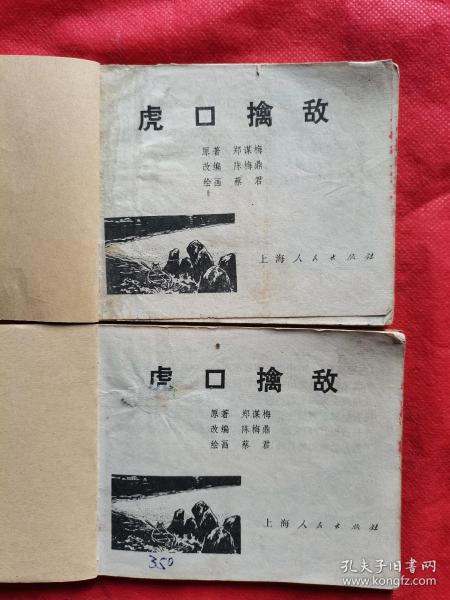 虎口擒敌
原著 郑谋梅
改编 陈梅鼎
绘画 蔡君
上海人民出版社
虎口擒敌
原著 郑谋梅
改编 陈梅鼎
绘画 蔡君
上海人民出版社
3.50
孔夫子旧书网
www.kongfz.com